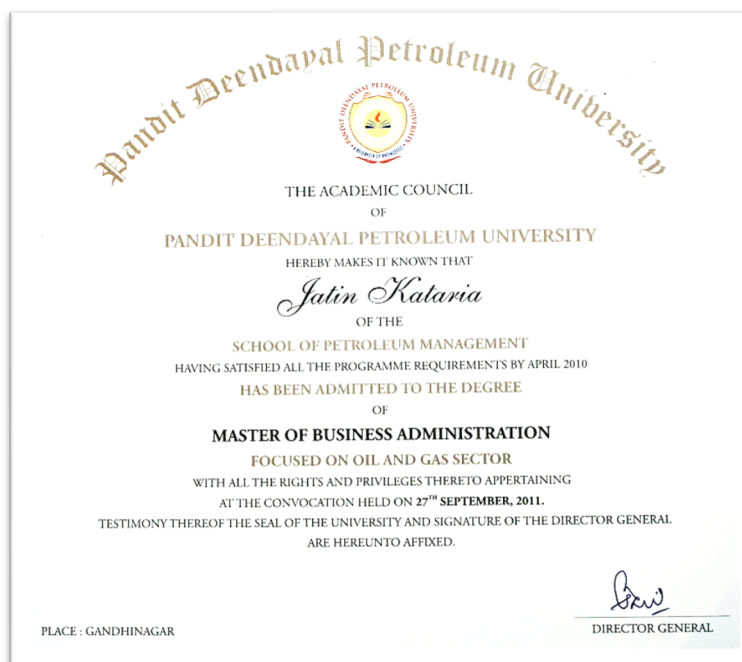 Pandit Deendayal Petroleum University
PANDIT DEENDAYAL PETROLEUM UNIVERSITY
THE ACADEMIC COUNCIL
OF
PANDIT DEENDAYAL PETROLEUM UNIVERSITY
HEREBY MAKES IT KNOWN THAT
Jatin Kataria
OF THE
SCHOOL OF PETROLEUM MANAGEMENT
HAVING SATISFIED ALL THE PROGRAMME REQUIREMENTS BY APRIL 2010
HAS BEEN ADMITTED TO THE DEGREE
OF
MASTER OF BUSINESS ADMINISTRATION
FOCUSED ON OIL AND GAS SECTOR
WITH ALL THE RIGHTS AND PRIVILEGES THERETO APPERTAINING
AT THE CONVOCATION HELD ON 27TH SEPTEMBER, 2011.
TESTIMONY THEREOF THE SEAL OF THE UNIVERSITY AND SIGNATURE OF THE DIRECTOR GENERAL
ARE HEREUNTO AFFIXED.
PLACE : GANDHINAGAR
DIRECTOR GENERAL